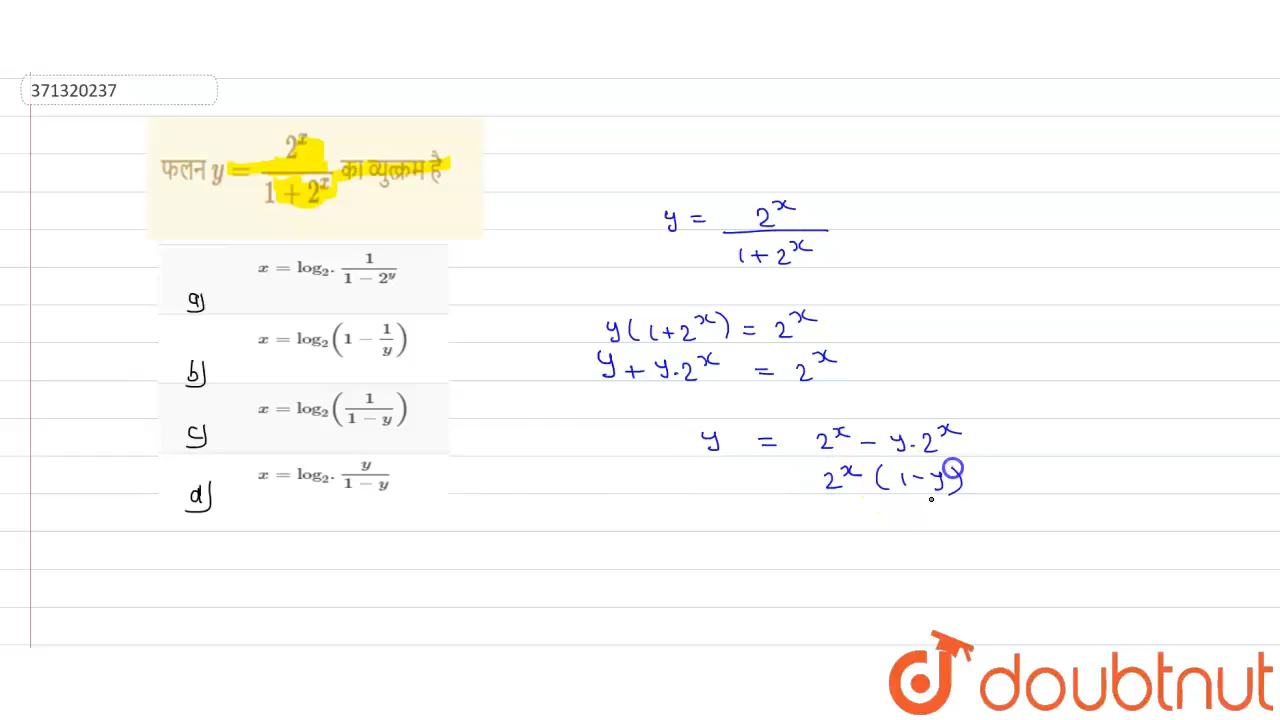 371320237
फलन y = 2^x / (1 + 2^x) का व्युत्क्रम है
a) x = log₂. 1 / (1 − 2^y)
b) x = log₂(1 − 1/y)
c) x = log₂(1 / (1 − y))
d) x = log₂. y / (1 − y)
y = 2^x / (1 + 2^x)
y(1+2^x) = 2^x
y + y.2^x = 2^x
y = 2^x − y.2^x
2^x (1−y)
doubtnut